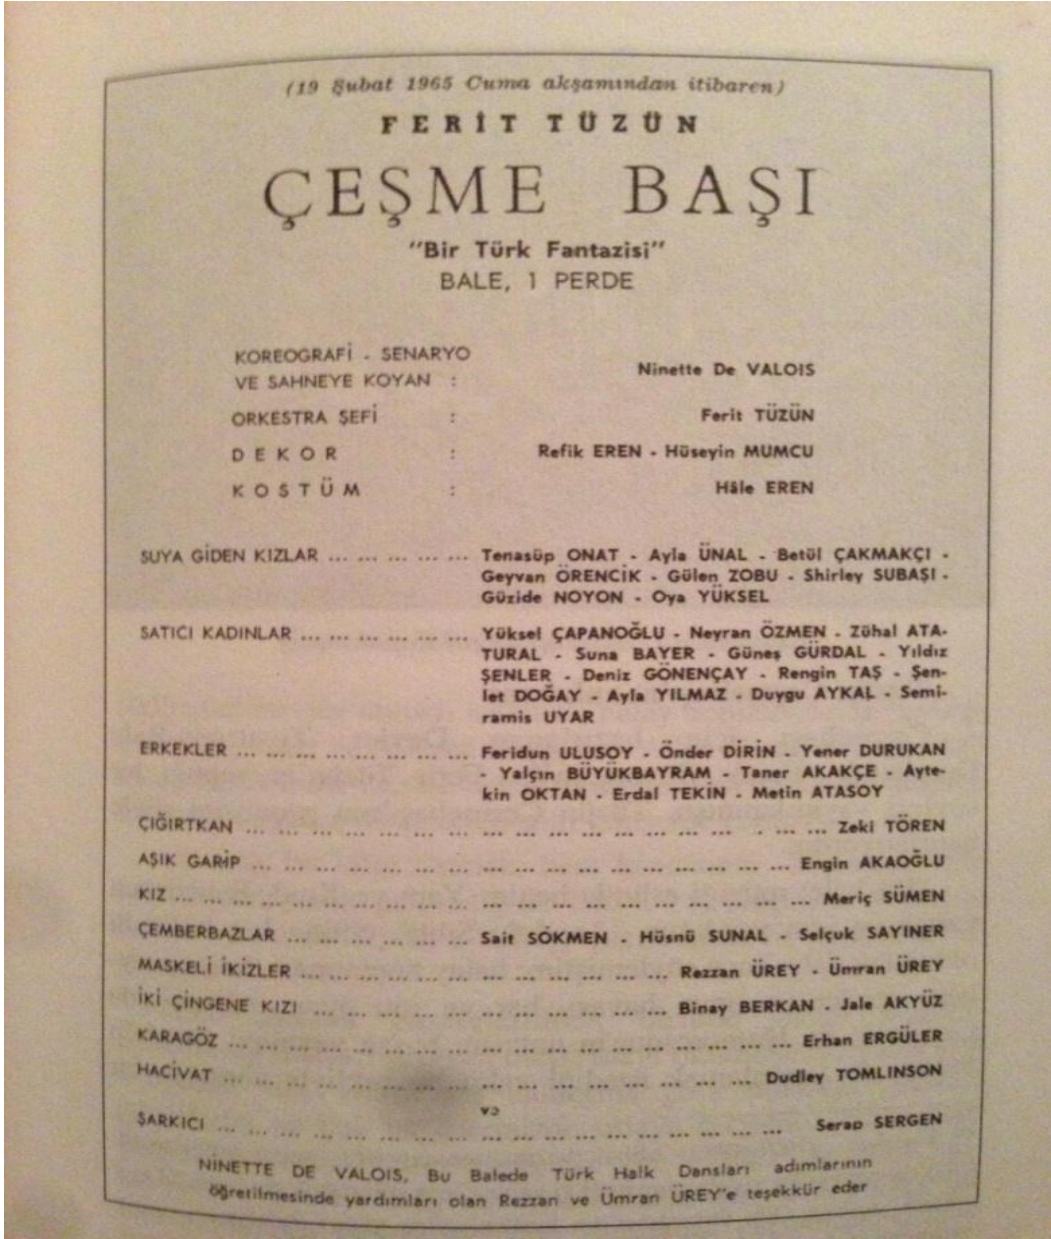 (19 Şubat 1965 Cuma akşamından itibaren)
FERİT TÜZÜN
ÇEŞME BAŞI
"Bir Türk Fantazisi"
BALE, 1 PERDE
KOREOGRAFİ - SENARYO
VE SAHNEYE KOYAN : Ninette De VALOIS
ORKESTRA ŞEFİ : Ferit TÜZÜN
DEKOR : Refik EREN - Hüseyin MUMCU
KOSTÜM : Hâle EREN
SUYA GİDEN KIZLAR ... ... ... ... ... Tenasüp ONAT - Ayla ÜNAL - Betül ÇAKMAKÇI -
Geyvan ÖRENCİK - Gülen ZOBU - Shirley SUBAŞI -
Güzide NOYON - Oya YÜKSEL
SATICI KADINLAR ... ... ... ... ... ... Yüksel ÇAPANOĞLU - Neyran ÖZMEN - Zühal ATA-
TURAL - Suna BAYER - Güneş GÜRDAL - Yıldız
ŞENLER - Deniz GÖNENÇAY - Rengin TAŞ - Şen-
let DOĞAY - Ayla YILMAZ - Duygu AYKAL - Semi-
ramis UYAR
ERKEKLER ... ... ... ... ... ... ... ... Feridun ULUSOY - Önder DİRİN - Yener DURUKAN
- Yalçın BÜYÜKBAYRAM - Taner AKAKÇE - Ayte-
kin OKTAN - Erdal TEKİN - Metin ATASOY
ÇIĞIRTKAN ... ... ... ... ... ... ... ... ... ... ... ... ... . ... ... Zeki TÖREN
AŞIK GARİP ... ... ... ... ... ... ... ... ... ... ... ... ... ... ... Engin AKAOĞLU
KIZ ... ... ... ... ... ... ... ... ... ... ... ... ... ... ... ... ... ... Meriç SÜMEN
ÇEMBERBAZLAR ... ... ... ... ... ... Sait SÖKMEN - Hüsnü SUNAL - Selçuk SAYINER
MASKELİ İKİZLER ... ... ... ... ... ... ... ... ... ... ... Rezzan ÜREY - Ümran ÜREY
İKİ ÇİNGENE KIZI ... ... ... ... ... ... ... ... ... ... ... Binay BERKAN - Jale AKYÜZ
KARAGÖZ ... ... ... ... ... ... ... ... ... ... ... ... ... ... ... Erhan ERGÜLER
HACİVAT ... ... ... ... ... ... ... ... ... ... ... ... ... ... Dudley TOMLINSON
ve
ŞARKICI ... ... ... ... ... ... ... ... ... ... ... ... ... ... ... Serap SERGEN
NİNETTE DE VALOIS, Bu Balede Türk Halk Dansları adımlarının
öğretilmesinde yardımları olan Rezzan ve Ümran ÜREY'e teşekkür eder